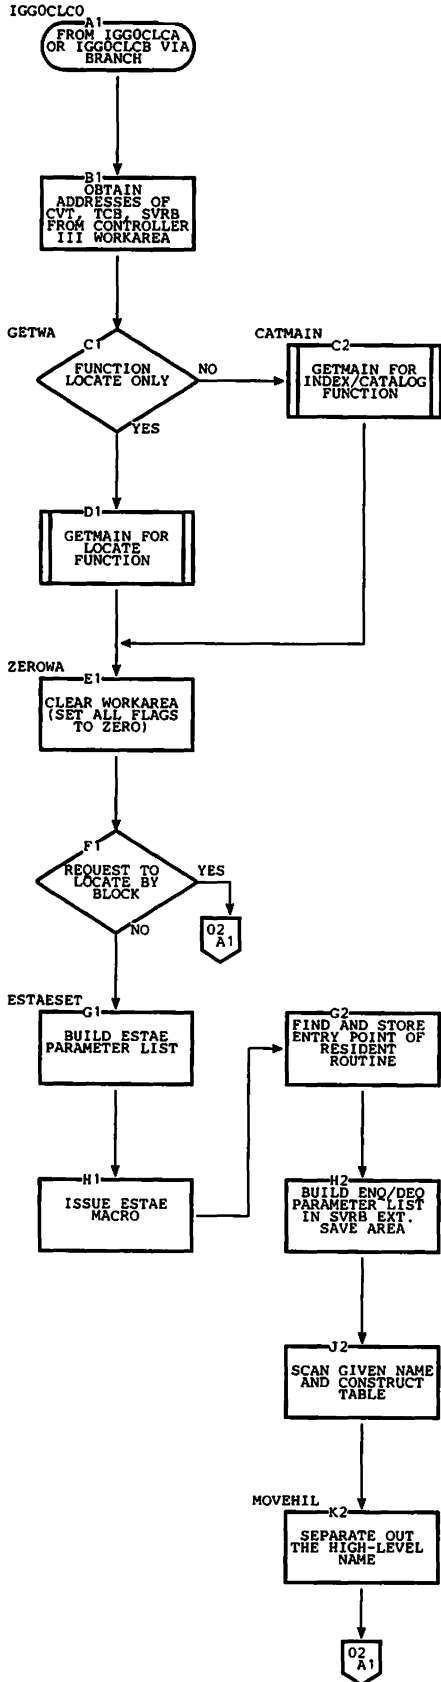 IGG0CLC0
A1
FROM IGG0CLCA
OR IGG0CLCB VIA
BRANCH
B1
OBTAIN
ADDRESSES OF
CVT, TCB, SVRB
FROM CONTROLLER
III WORKAREA
GETWA
C1
FUNCTION
LOCATE ONLY
NO
YES
CATMAIN
C2
GETMAIN FOR
INDEX/CATALOG
FUNCTION
D1
GETMAIN FOR
LOCATE
FUNCTION
ZEROWA
E1
CLEAR WORKAREA
(SET ALL FLAGS
TO ZERO)
F1
REQUEST TO
LOCATE BY
BLOCK
YES
NO
02
A1
ESTAESET
G1
BUILD ESTAE
PARAMETER LIST
H1
ISSUE ESTAE
MACRO
G2
FIND AND STORE
ENTRY POINT OF
RESIDENT
ROUTINE
H2
BUILD ENQ/DEQ
PARAMETER LIST
IN SVRB EXT.
SAVE AREA
J2
SCAN GIVEN NAME
AND CONSTRUCT
TABLE
MOVEHIL
K2
SEPARATE OUT
THE HIGH-LEVEL
NAME
02
A1